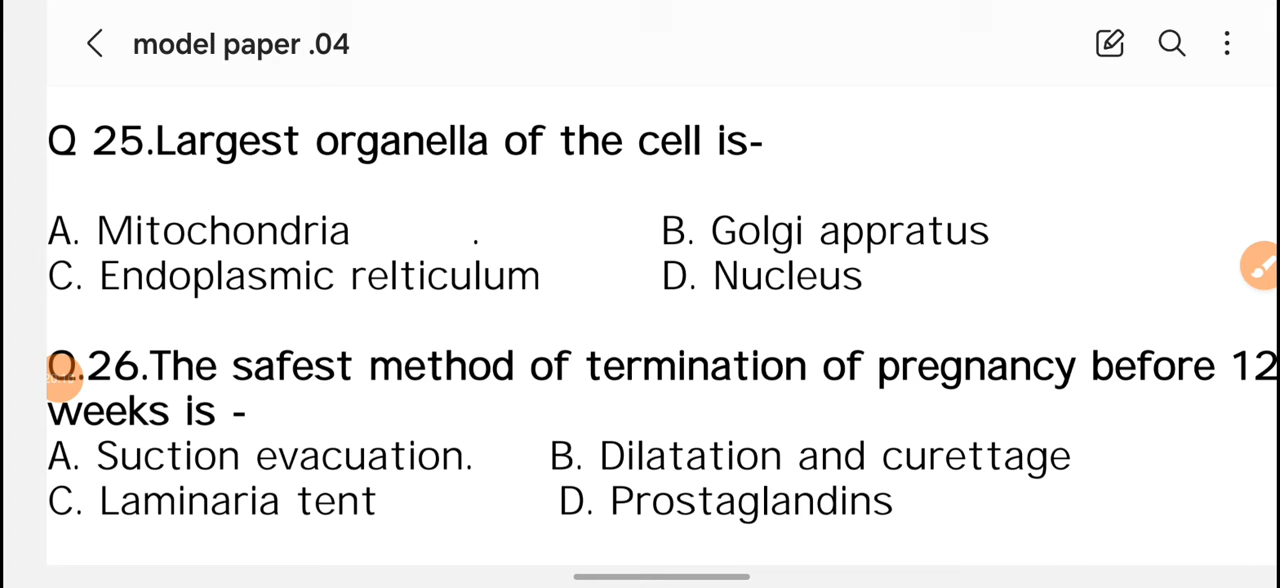 model paper .04
Q 25.Largest organella of the cell is-
A. Mitochondria . B. Golgi appratus
C. Endoplasmic relticulum D. Nucleus
Q.26.The safest method of termination of pregnancy before 12
weeks is -
A. Suction evacuation. B. Dilatation and curettage
C. Laminaria tent D. Prostaglandins